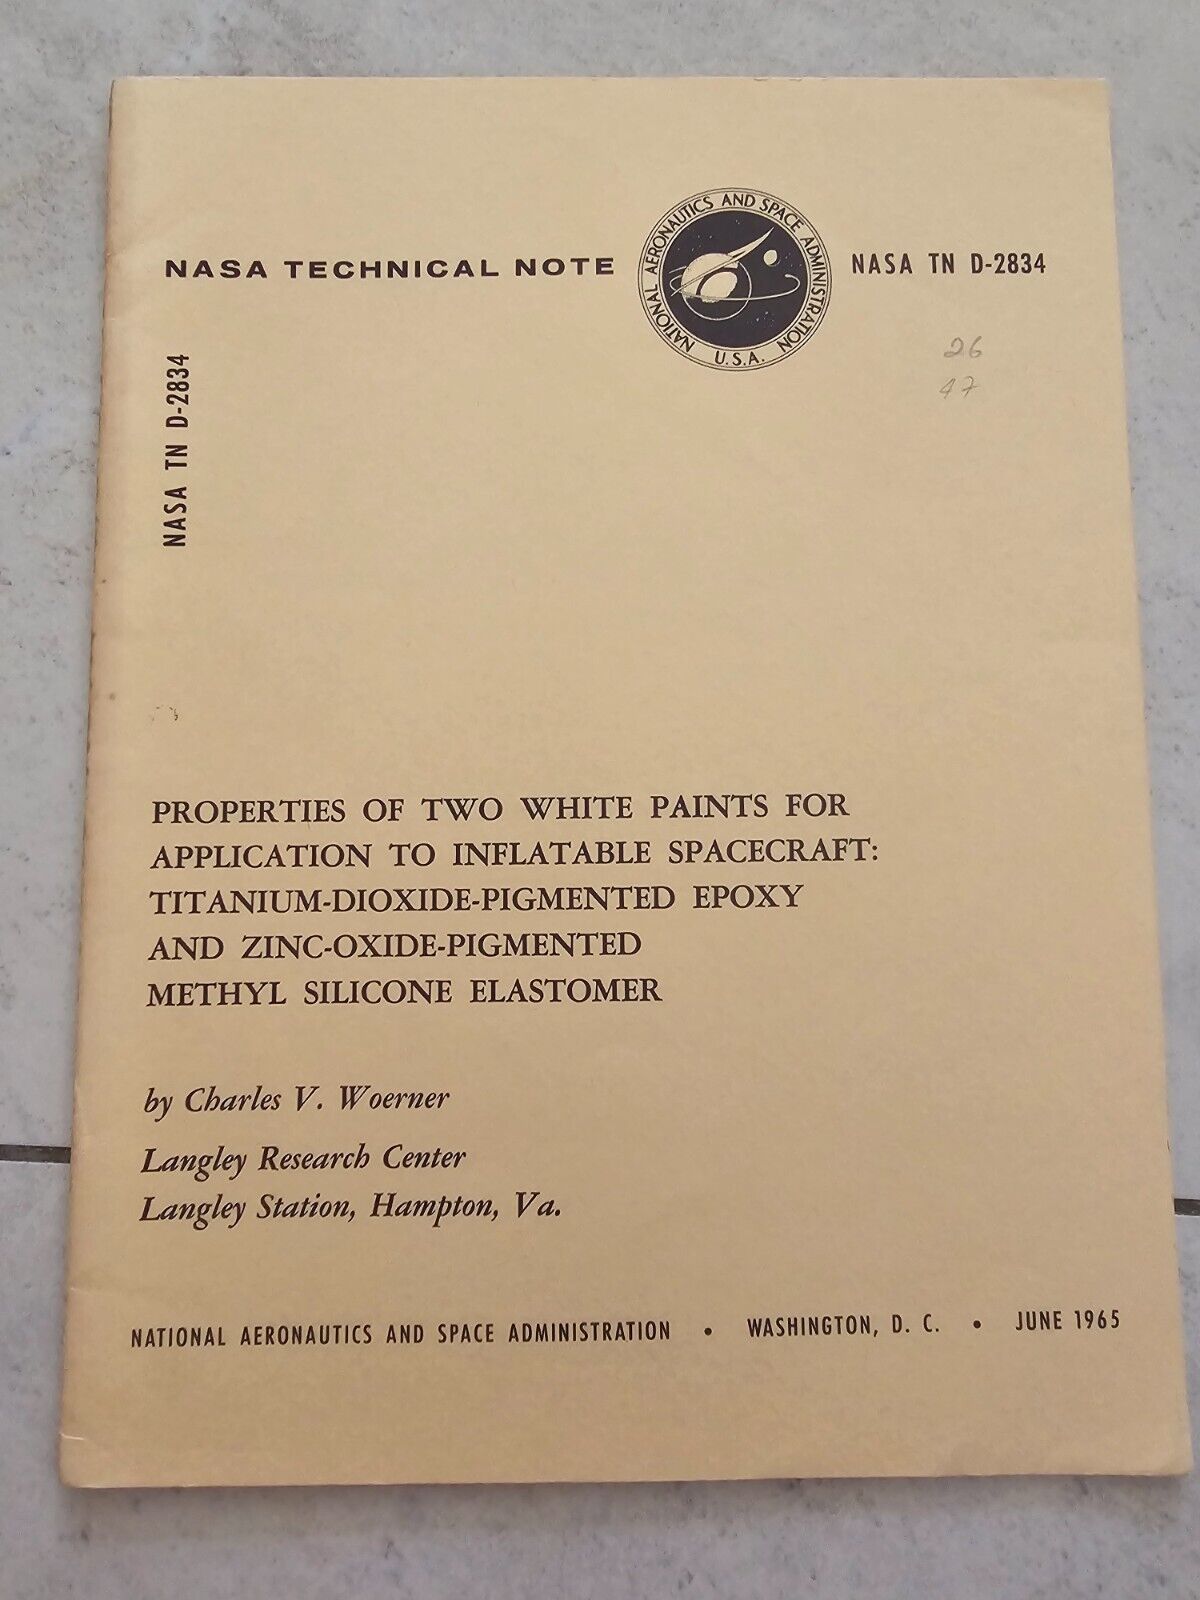 NASA TECHNICAL NOTE
NATIONAL AERONAUTICS AND SPACE ADMINISTRATION
U.S.A.
NASA TN D-2834
26
47
NASA TN D-2834
PROPERTIES OF TWO WHITE PAINTS FOR
APPLICATION TO INFLATABLE SPACECRAFT:
TITANIUM-DIOXIDE-PIGMENTED EPOXY
AND ZINC-OXIDE-PIGMENTED
METHYL SILICONE ELASTOMER
by Charles V. Woerner
Langley Research Center
Langley Station, Hampton, Va.
NATIONAL AERONAUTICS AND SPACE ADMINISTRATION • WASHINGTON, D. C. • JUNE 1965